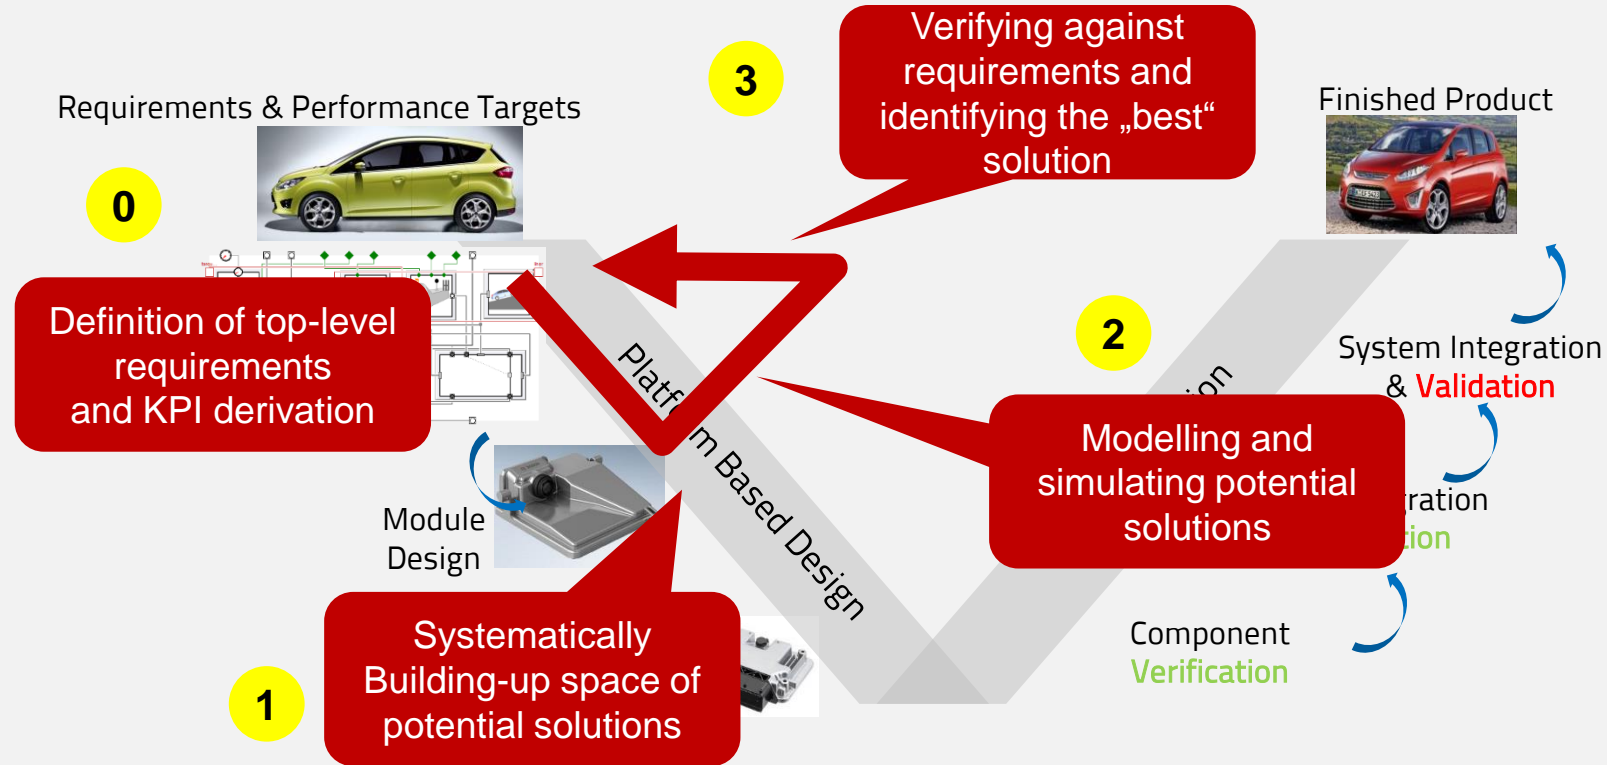 Requirements & Performance Targets
0
Definition of top-level
requirements
and KPI derivation
3
Verifying against
requirements and
identifying the „best“
solution
Finished Product
2
System Integration
& Validation
Modelling and
simulating potential
solutions
Module
Design
Platform Based Design
1
Systematically
Building-up space of
potential solutions
Component
Verification